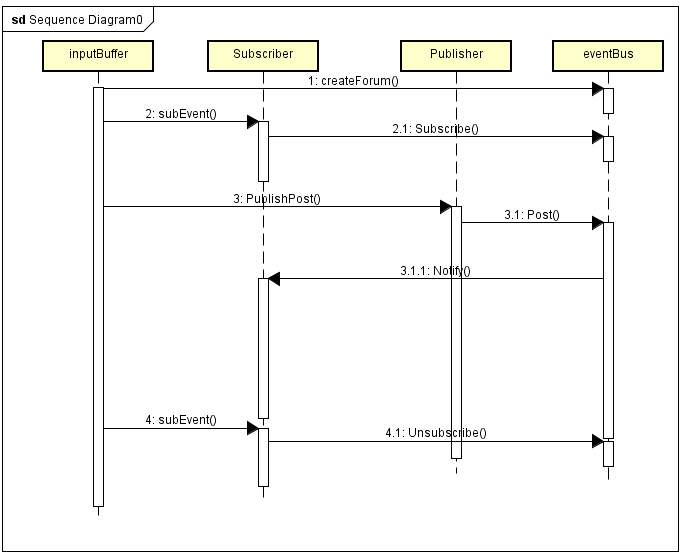 sd Sequence Diagram0
inputBuffer
Subscriber
Publisher
eventBus
1: createForum()
2: subEvent()
2.1: Subscribe()
3: PublishPost()
3.1: Post()
3.1.1: Notify()
4: subEvent()
4.1: Unsubscribe()